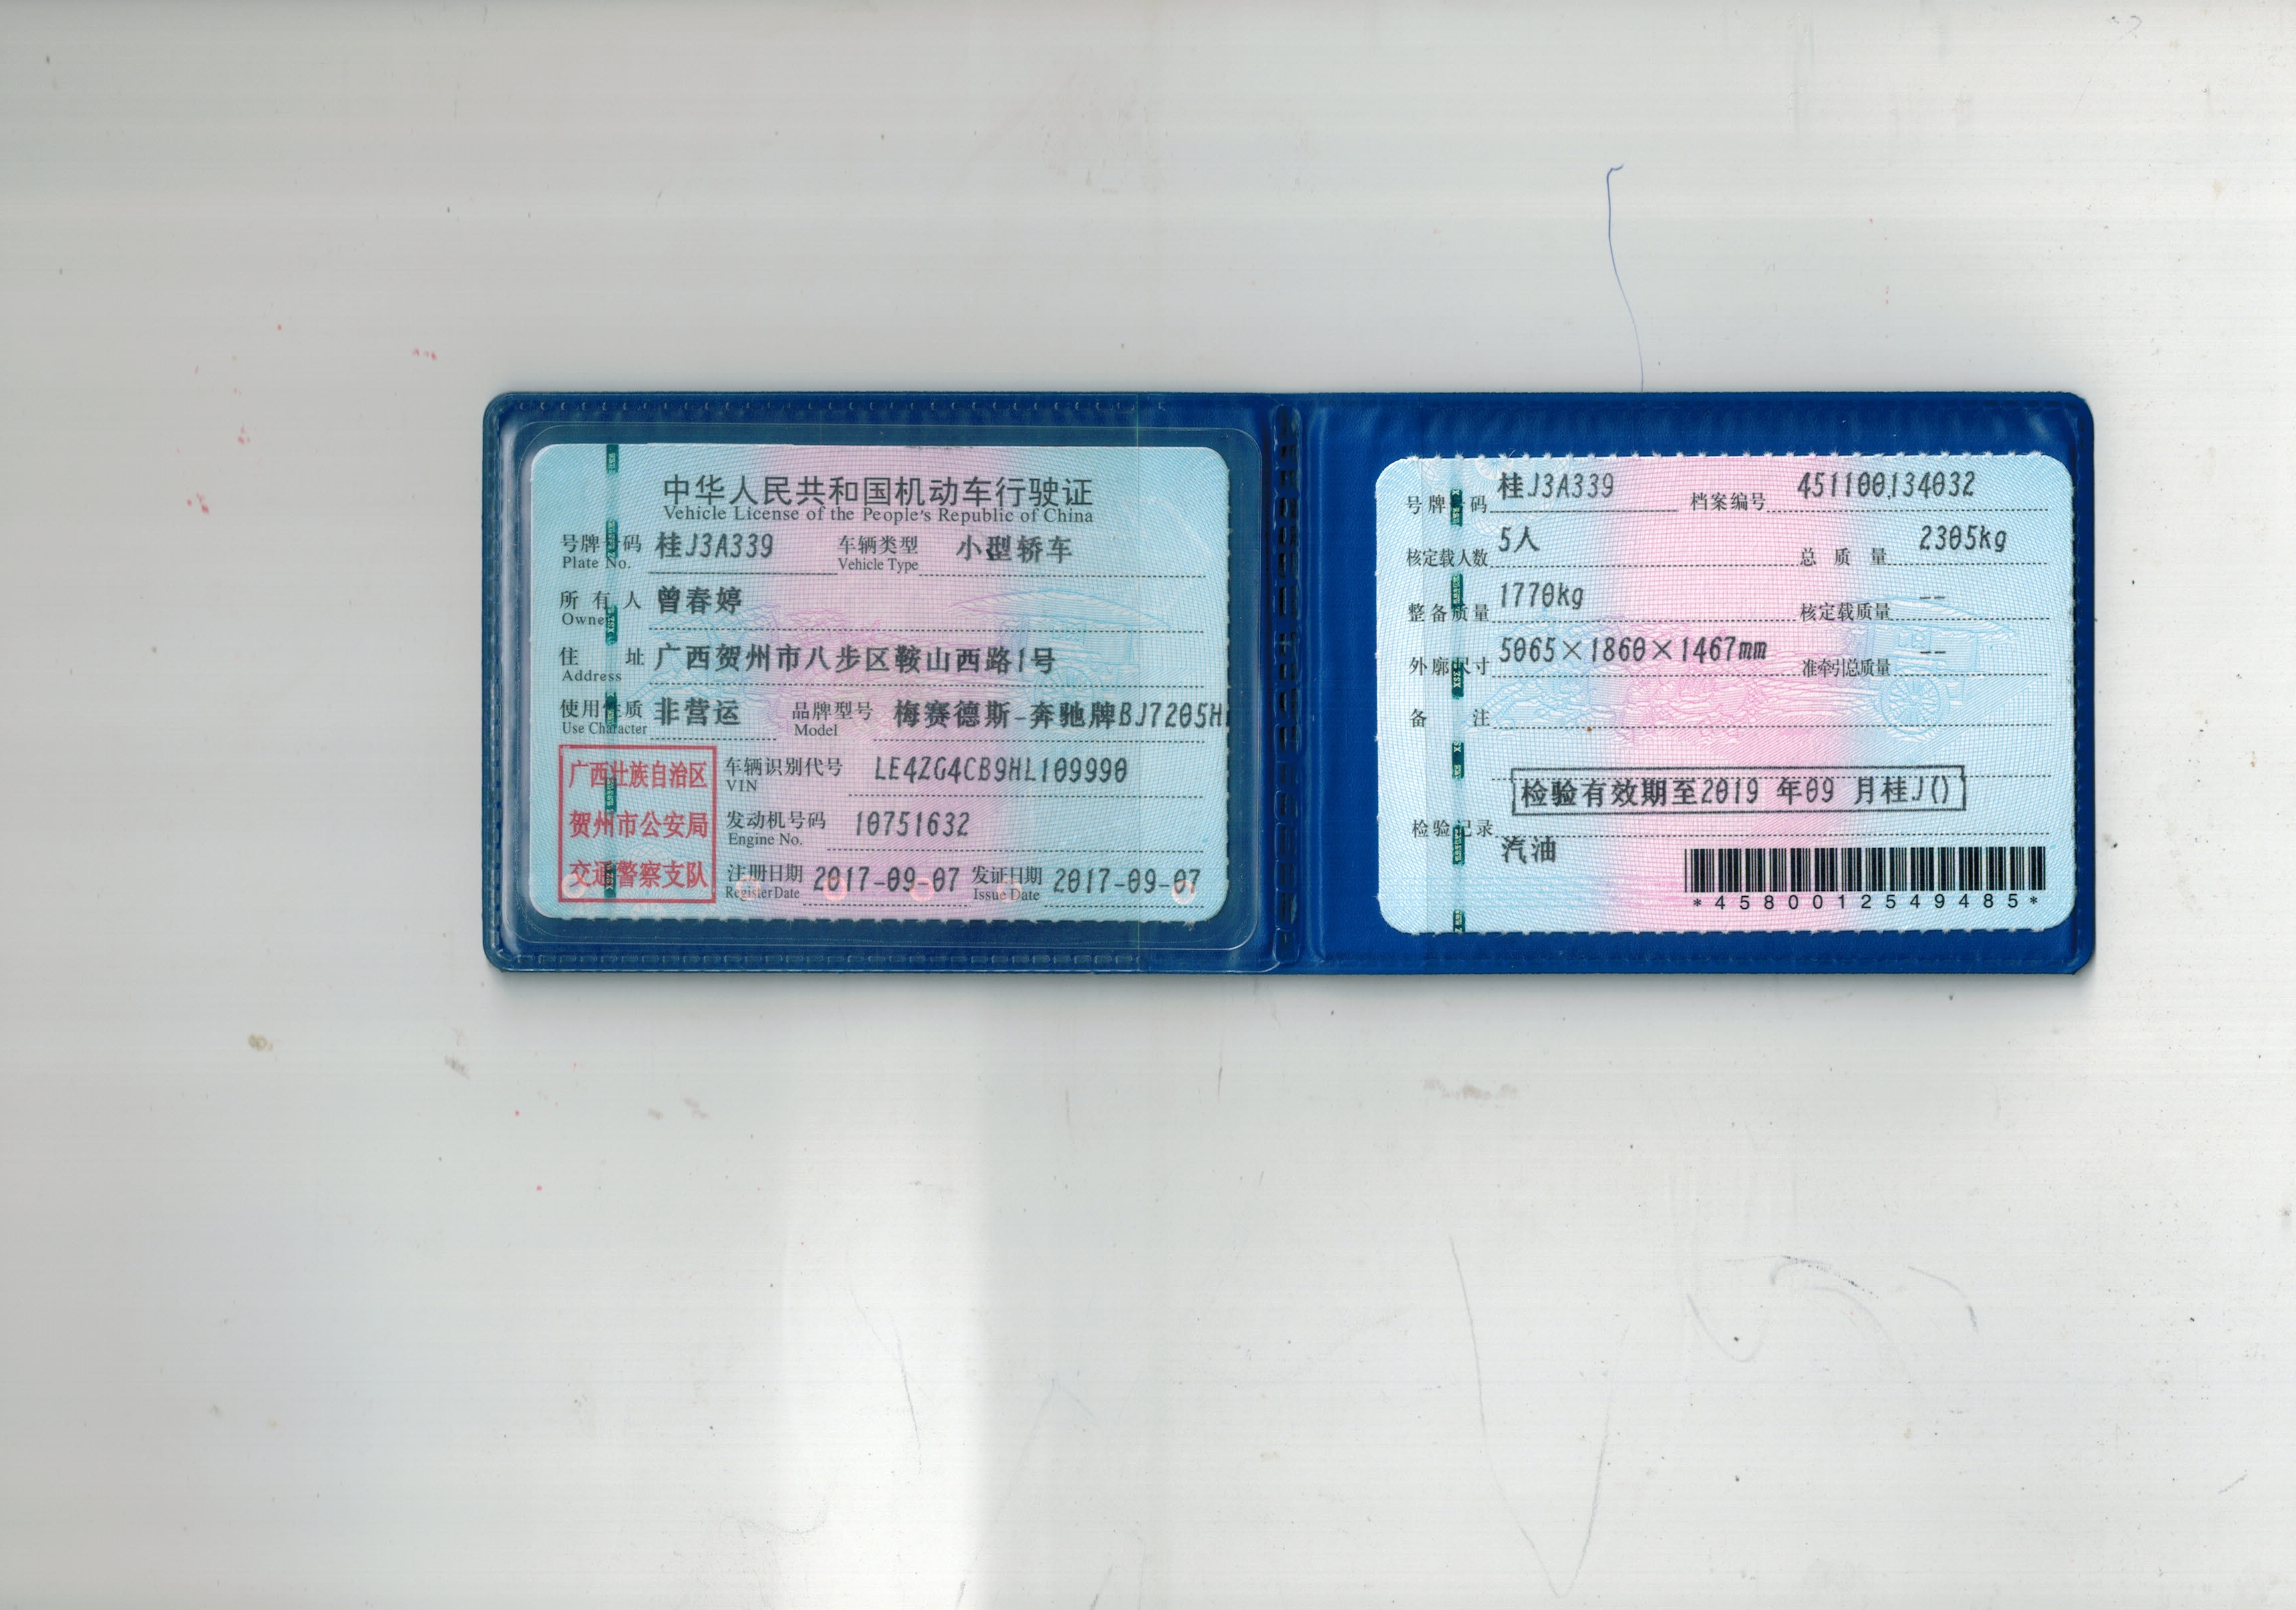 中华人民共和国机动车行驶证
Vehicle License of the People's Republic of China
号牌号码 桂J3A339 车辆类型 小型轿车
Plate No. Vehicle Type
所有人 曾春婷
Owner
住址 广西贺州市八步区鞍山西路1号
Address
使用性质 非营运 品牌型号 梅赛德斯-奔驰牌BJ7205H
Use Character Model
广西壮族自治区
贺州市公安局
交通警察支队
车辆识别代号 LE4ZG4CB9HL109990
VIN
发动机号码 10751632
Engine No.
注册日期 2017-09-07 发证日期 2017-09-07
Register Date Issue Date
号牌号码 桂J3A339 档案编号 451100134032
核定载人数 5人 总质量 2305kg
整备质量 1770kg 核定载质量 --
外廓尺寸 5065×1860×1467mm 准牵引总质量 --
备注
检验有效期至2019 年09 月桂J()
检验记录
汽油
*4580012549485*